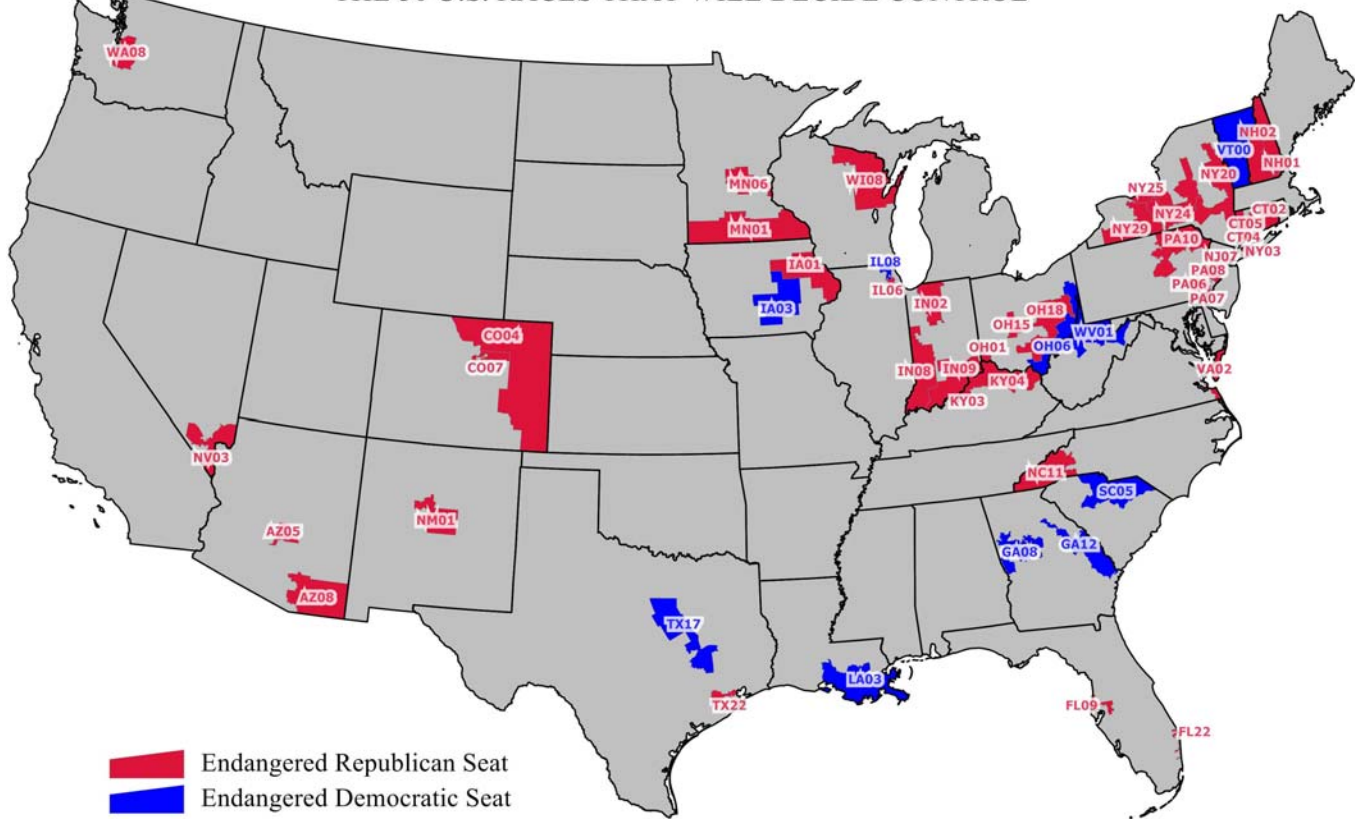 WA08
MN06
WI08
MN01
IA01
IL08
IA03
IL06
IN02
OH18
OH15
OH01
OH06
WV01
IN08
IN09
KY04
KY03
VT00
NH02
NH01
NY20
NY25
NY24
NY29
CT02
CT05
CT04
NY03
PA10
NJ07
PA08
PA06
PA07
VA02
CO04
CO07
NV03
AZ05
AZ08
NM01
NC11
SC05
GA08
GA12
TX17
LA03
TX22
FL09
FL22
Endangered Republican Seat
Endangered Democratic Seat